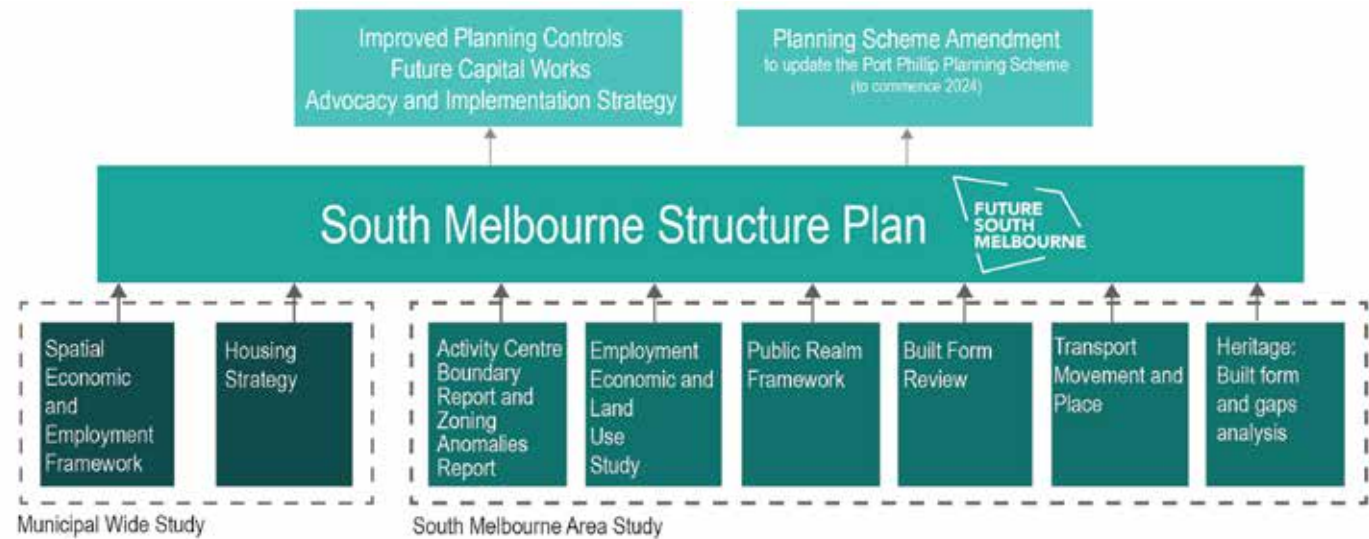 Improved Planning Controls
Future Capital Works
Advocacy and Implementation Strategy
Planning Scheme Amendment
to update the Port Phillip Planning Scheme
(to commence 2024)
South Melbourne Structure Plan
FUTURE
SOUTH
MELBOURNE
Spatial
Economic
and
Employment
Framework
Housing
Strategy
Activity Centre
Boundary
Report and
Zoning
Anomalies
Report
Employment
Economic and
Land
Use
Study
Public Realm
Framework
Built Form
Review
Transport
Movement and
Place
Heritage:
Built form
and gaps
analysis
Municipal Wide Study
South Melbourne Area Study